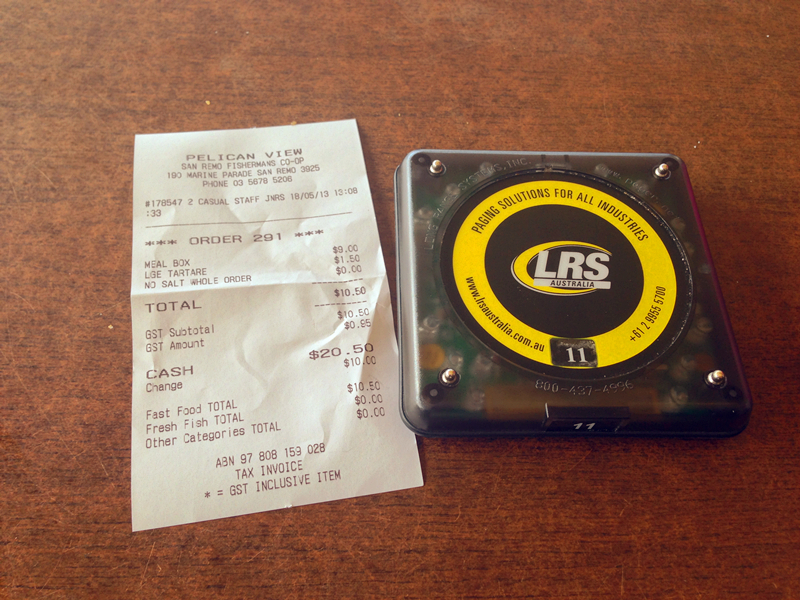 PELICAN VIEW
SAN REMO FISHERMANS CO-OP
190 MARINE PARADE SAN REMO 3925
PHONE 03 5678 5206
#178547 2 CASUAL STAFF JNRS 18/05/13 13:08
:33
*** ORDER 291 ***
MEAL BOX $9.00
LGE TARTARE $1.50
NO SALT WHOLE ORDER $0.00
TOTAL $10.50
GST Subtotal $10.50
GST Amount $0.95
CASH $20.50
Change $10.00
Fast Food TOTAL $10.50
Fresh Fish TOTAL $0.00
Other Categories TOTAL $0.00
ABN 97 808 159 028
TAX INVOICE
* = GST INCLUSIVE ITEM
SYSTEMS, INC.
PAGING SOLUTIONS FOR ALL INDUSTRIES
LRS
AUSTRALIA
www.lrsaustralia.com.au
+61 2 9955 5700
11
800-437-4996
11